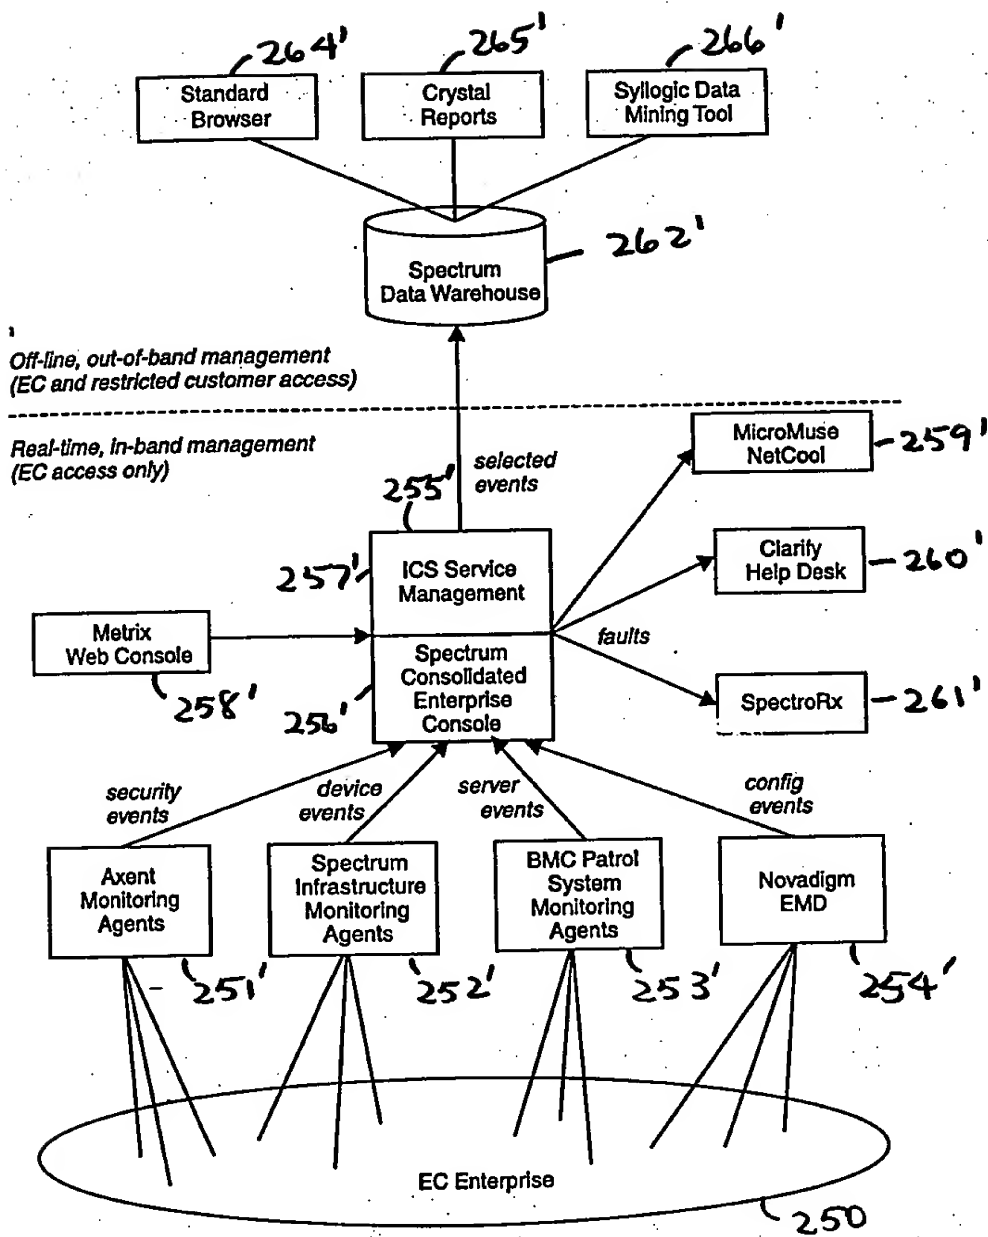 264'
265'
266'
Standard
Browser
Crystal
Reports
Syllogic Data
Mining Tool
262'
Spectrum
Data Warehouse
Off-line, out-of-band management
(EC and restricted customer access)
Real-time, in-band management
(EC access only)
selected
events
MicroMuse
NetCool
259'
255'
257'
ICS Service
Management
Clarify
Help Desk
260'
Metrix
Web Console
258'
faults
Spectrum
Consolidated
Enterprise
Console
256'
SpectroRx
261'
security
events
device
events
server
events
config
events
Axent
Monitoring
Agents
Spectrum
Infrastructure
Monitoring
Agents
BMC Patrol
System
Monitoring
Agents
Novadigm
EMD
251'
252'
253'
254'
EC Enterprise
250